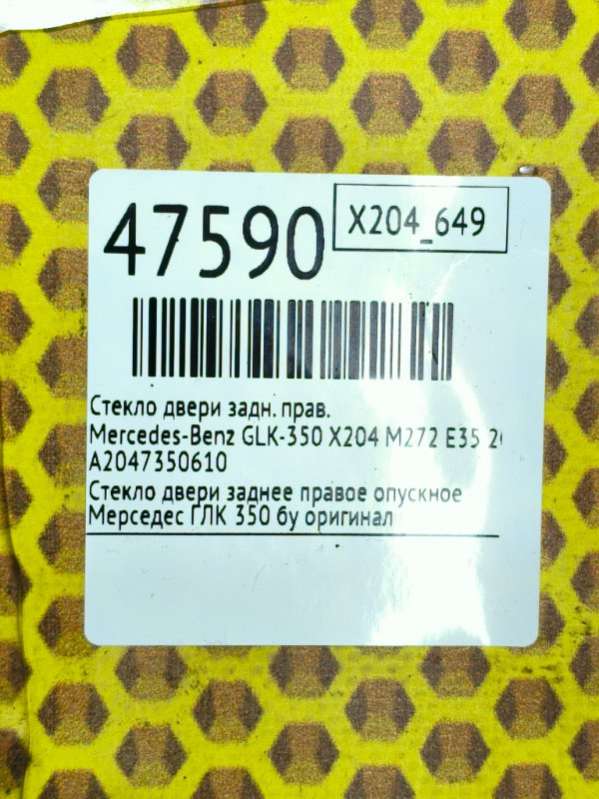 47590
X204_649
Стекло двери задн. прав.
Mercedes-Benz GLK-350 X204 M272 E35
A2047350610
Стекло двери заднее правое опускное
Мерседес ГЛК 350 бу оригинал